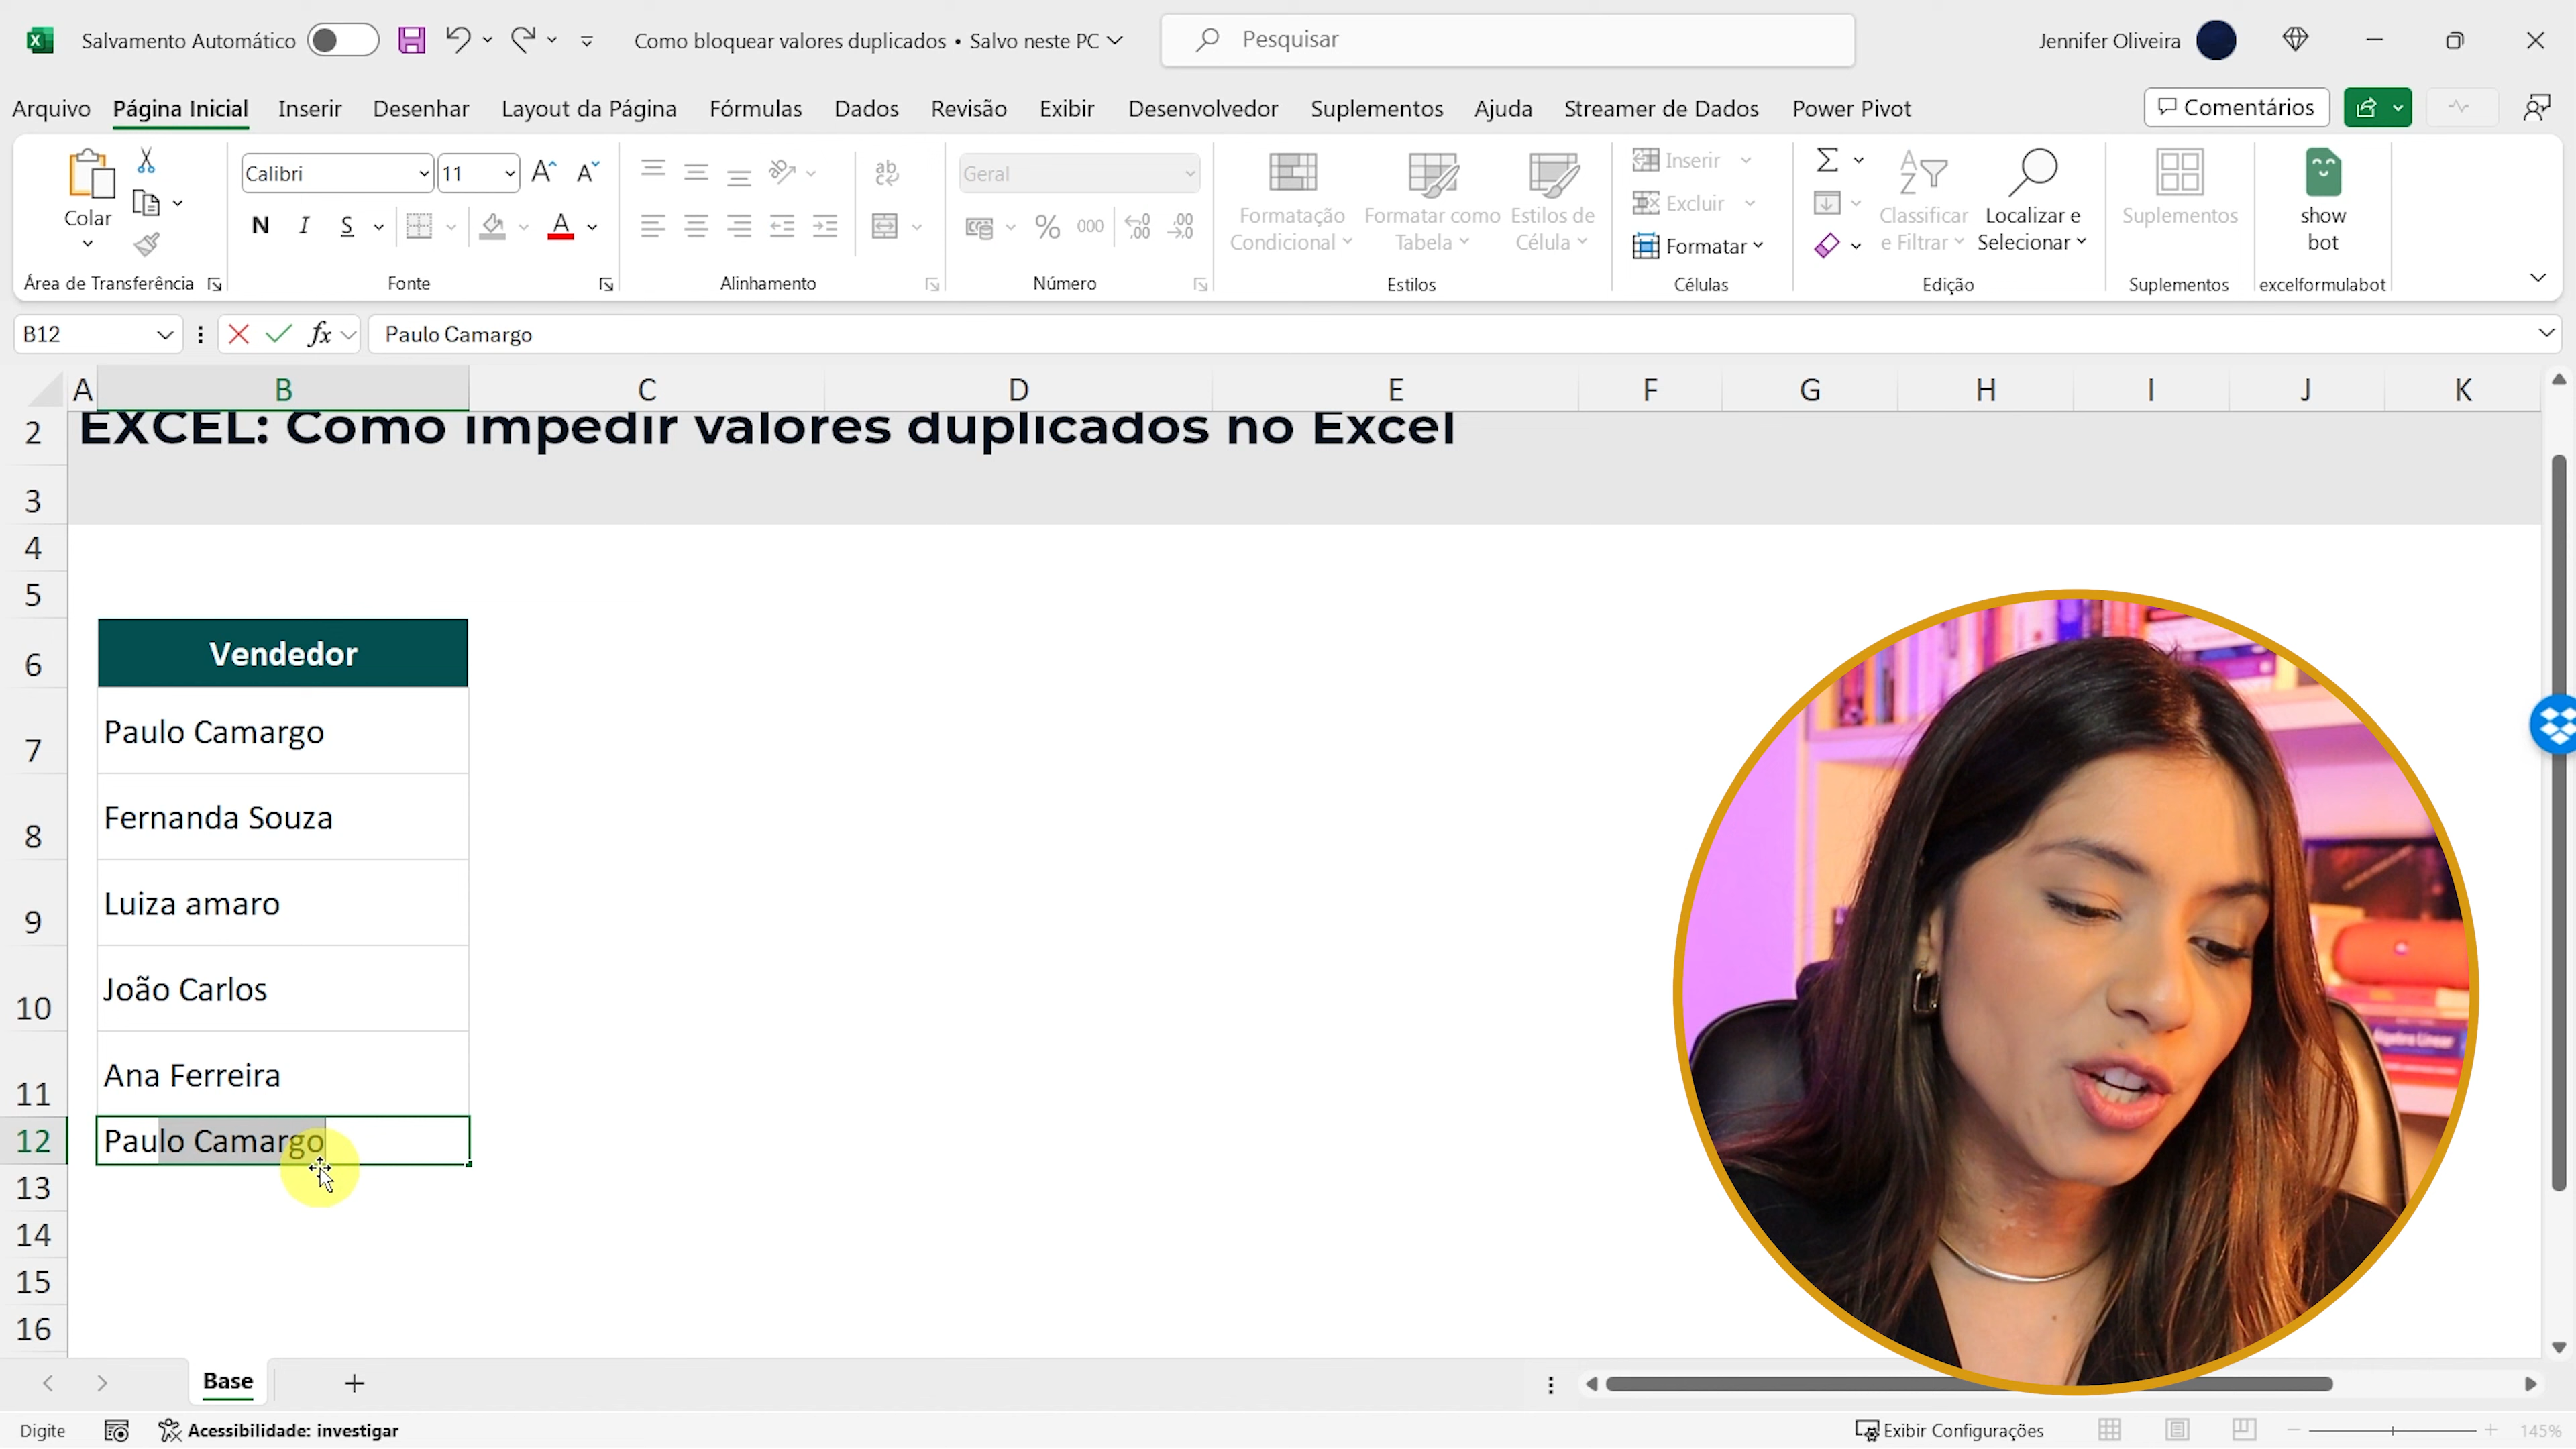 Salvamento Automático
Como bloquear valores duplicados • Salvo neste PC
Pesquisar
Jennifer Oliveira
Arquivo Página Inicial Inserir Desenhar Layout da Página Fórmulas Dados Revisão Exibir Desenvolvedor Suplementos Ajuda Streamer de Dados Power Pivot
Comentários
Colar
Área de Transferência
Calibri 11
N I S
Fonte
ab
Alinhamento
Geral
% 000
Número
Formatação Condicional
Formatar como Tabela
Estilos de Célula
Estilos
Inserir
Excluir
Formatar
Células
Classificar e Filtrar
Localizar e Selecionar
Edição
Suplementos
Suplementos
show bot
excelformulabot
B12 fx Paulo Camargo
A B C D E F G H I J K
2 EXCEL: Como impedir valores duplicados no Excel
3
4
5
6 Vendedor
7 Paulo Camargo
8 Fernanda Souza
9 Luiza amaro
10 João Carlos
11 Ana Ferreira
12 Paulo Camargo
13
14
15
16
Álgebra Linear
Base
Digite Acessibilidade: investigar
Exibir Configurações
145%